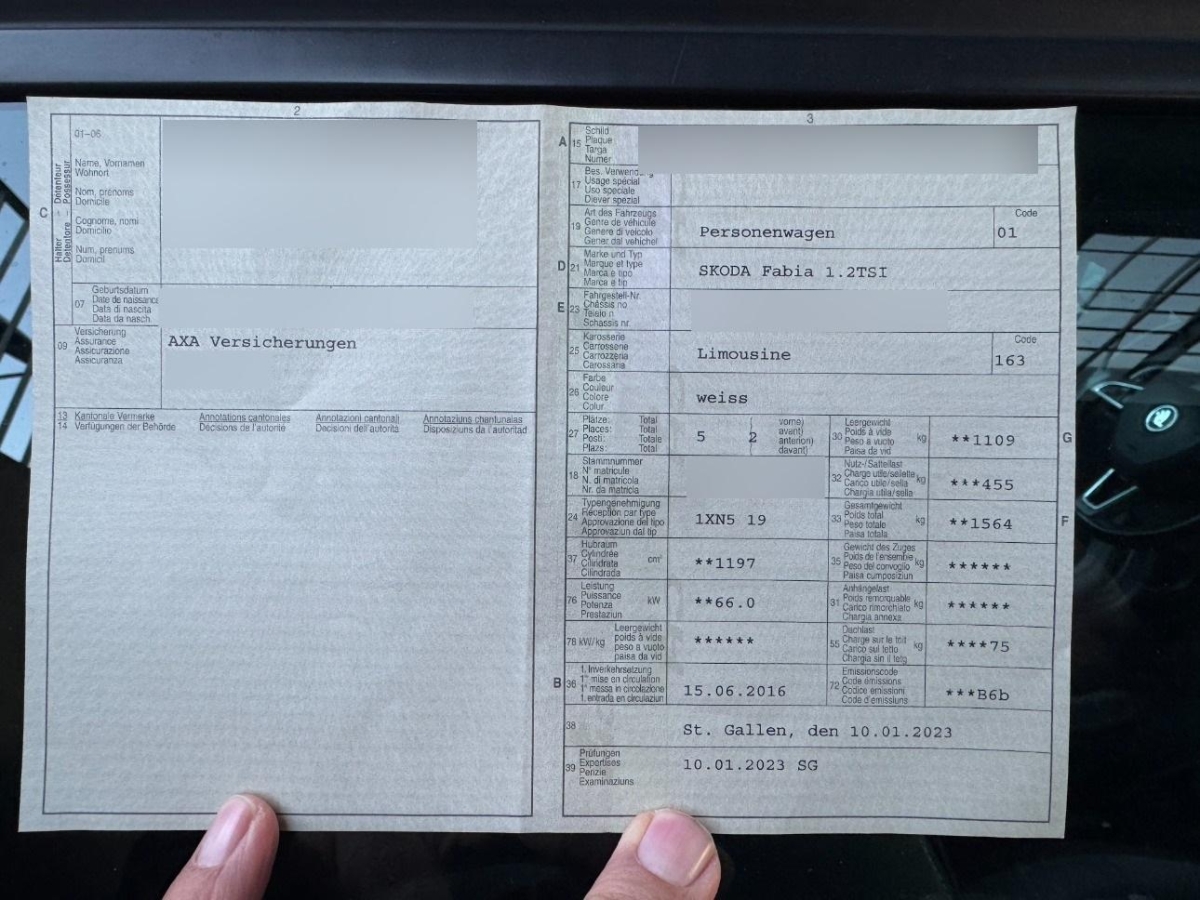 2
01–06
Name, Vornamen
Wohnort
Nom, prénoms
Domicile
Cognome, nomi
Domicilio
Num, prenums
Domicil
C
Halter Detenteur
Detentore Possessur
07
Geburtsdatum
Date de naissance
Data di nascita
Data da nasch.
09
Versicherung
Assurance
Assicurazione
Assicuranza
AXA Versicherungen
13 Kantonale Vermerke Annotations cantonales Annotazioni cantonali Annotaziuns chantunalas
14 Verfügungen der Behörde Décisions de l'autorité Decisioni dell'autorità Disposiziuns da l'autoritad
3
A 15
Schild
Plaque
Targa
Numer
17
Bes. Verwendung
Usage spécial
Uso speciale
Diever spezial
19
Art des Fahrzeugs
Genre de véhicule
Genere di veicolo
Gener dal vehichel
Personenwagen
Code
01
D 21
Marke und Typ
Marque et type
Marca e tipo
Marca e tip
SKODA Fabia 1.2TSI
E 23
Fahrgestell-Nr.
Châssis no
Telaio n
Schassis nr.
25
Karosserie
Carrosserie
Carrozzeria
Carossaria
Limousine
Code
163
26
Farbe
Couleur
Colore
Colur
weiss
27
Plätze: Total vorne)
Places: Total avant)
Posti: Totale anteriori)
Plazs: Total davant)
5 2
30
Leergewicht
Poids à vide
Peso a vuoto
Paisa da vid
kg
**1109
G
18
Stammnummer
N° matricule
N. di matricola
Nr. da matricla
32
Nutz-/Sattellast
Charge utile/sellette
Carico utile/sella
Chargia utila/sella
kg
***455
24
Typengenehmigung
Réception par type
Approvazione del tipo
Approvaziun dal tip
1XN5 19
33
Gesamtgewicht
Poids total
Peso totale
Paisa totala
kg
**1564
F
37
Hubraum
Cylindrée
Cilindrata
Cilindrada
cm³
**1197
35
Gewicht des Zuges
Poids de l'ensemble
Peso del convoglio
Paisa cumposiziun
kg
******
76
Leistung
Puissance
Potenza
Prestaziun
kW
**66.0
31
Anhängelast
Poids remorquable
Carico rimorchiato
Chargia annexa
kg
******
78 kW/kg
Leergewicht
poids à vide
peso a vuoto
paisa da vid
******
55
Dachlast
Charge sur le toit
Carico sul tetto
Chargia sin il tetg
kg
****75
B 36
1. Inverkehrsetzung
1re mise en circulation
1a messa in circolazione
1. entrada en circulaziun
15.06.2016
72
Emissionscode
Code émissions
Codice emissioni
Code d'emissiuns
***B6b
38
St. Gallen, den 10.01.2023
39
Prüfungen
Expertises
Perizie
Examinaziuns
10.01.2023 SG